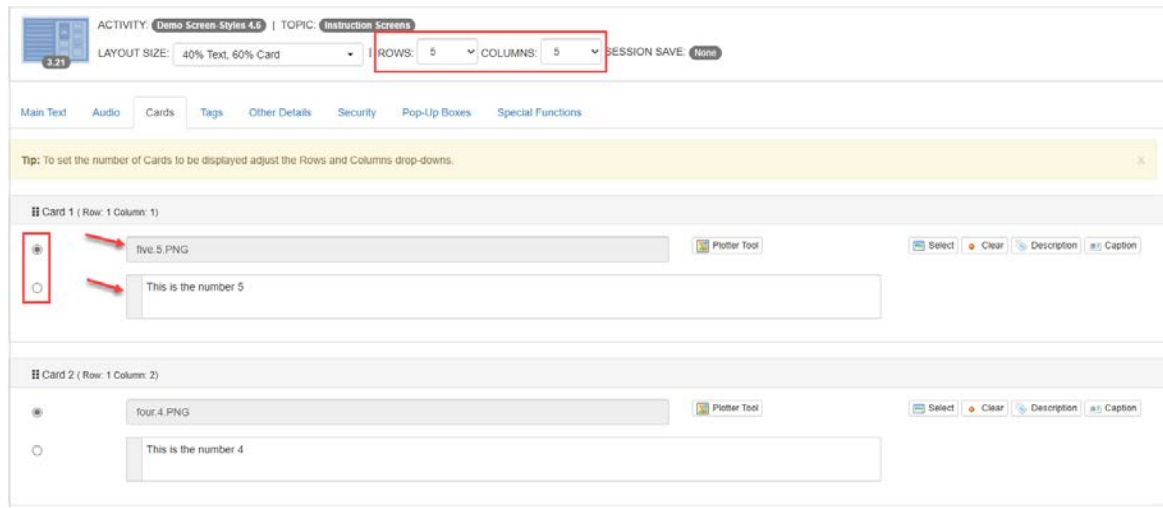 ACTIVITY: Demo Screen-Styles 4.6 | TOPIC: Instruction Screens
LAYOUT SIZE: 40% Text, 60% Card | ROWS: 5 COLUMNS: 5 SESSION SAVE: None
3.21
Main Text Audio Cards Tags Other Details Security Pop-Up Boxes Special Functions
Tip: To set the number of Cards to be displayed adjust the Rows and Columns drop-downs. X
Card 1 ( Row: 1 Column: 1)
five.5.PNG Plotter Tool Select Clear Description Caption
This is the number 5
Card 2 ( Row: 1 Column: 2)
four.4.PNG Plotter Tool Select Clear Description Caption
This is the number 4